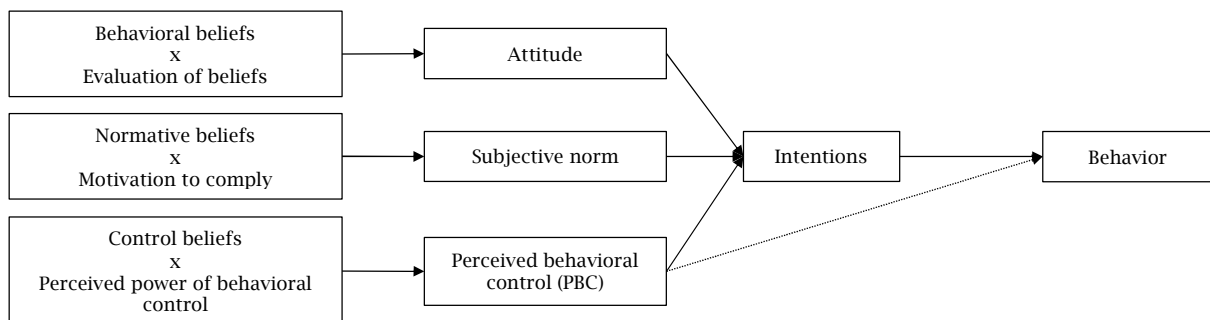 Behavioral beliefs
x
Evaluation of beliefs
Attitude
Normative beliefs
x
Motivation to comply
Subjective norm
Intentions
Behavior
Control beliefs
x
Perceived power of behavioral
control
Perceived behavioral
control (PBC)